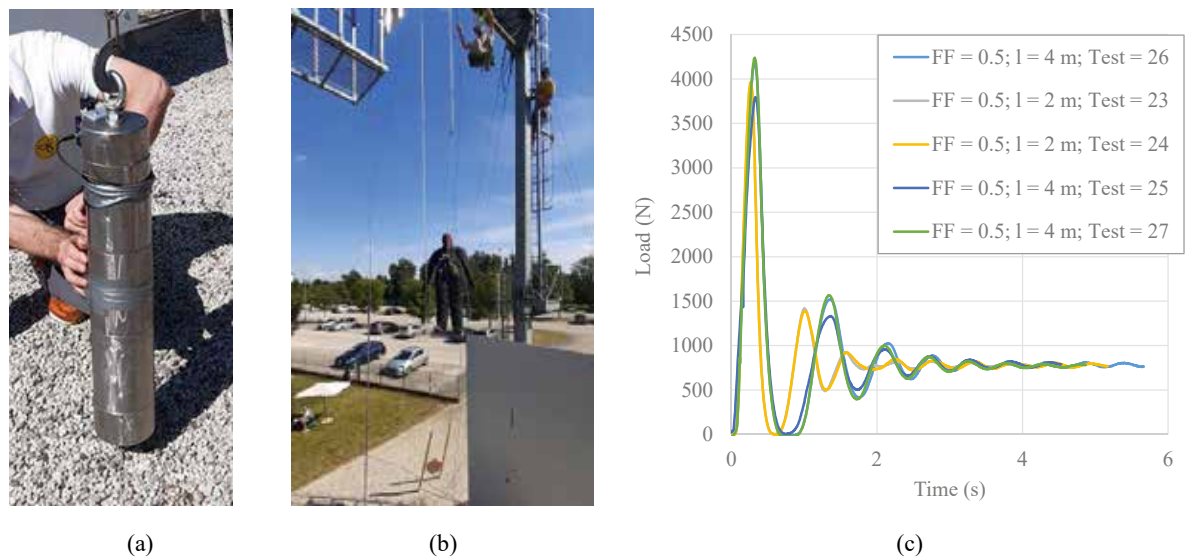 4500
4000
3500
3000
2500
2000
1500
1000
500
0
Load (N)
FF = 0.5; l = 4 m; Test = 26
FF = 0.5; l = 2 m; Test = 23
FF = 0.5; l = 2 m; Test = 24
FF = 0.5; l = 4 m; Test = 25
FF = 0.5; l = 4 m; Test = 27
0 2 4 6
Time (s)
(a) (b) (c)